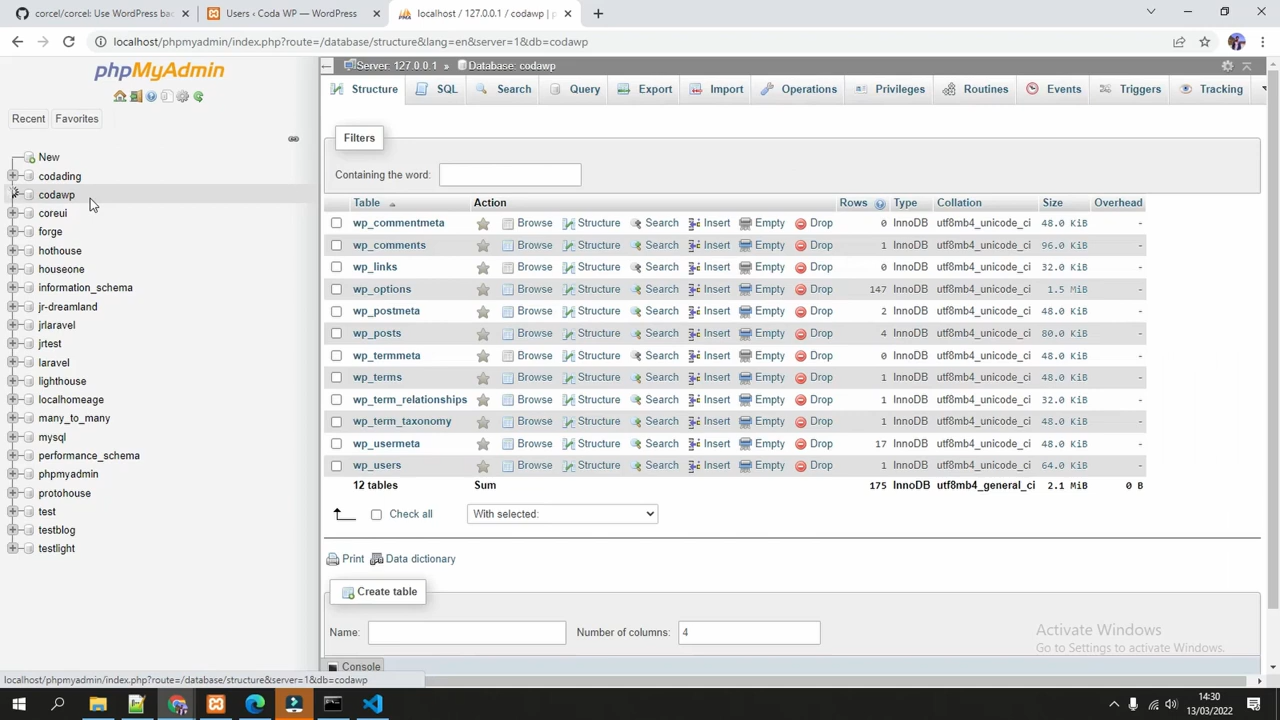 corcel/corcel: Use WordPress bac
Users ‹ Coda WP — WordPress
localhost / 127.0.0.1 / codawp | p
localhost/phpmyadmin/index.php?route=/database/structure&lang=en&server=1&db=codawp
phpMyAdmin
Recent Favorites
New
codading
codawp
coreui
forge
hothouse
houseone
information_schema
jr-dreamland
jrlaravel
jrtest
laravel
lighthouse
localhomeage
many_to_many
mysql
performance_schema
phpmyadmin
protohouse
test
testblog
testlight
Server: 127.0.0.1 » Database: codawp
Structure SQL Search Query Export Import Operations Privileges Routines Events Triggers Tracking
Filters
Containing the word:
Table Action Rows Type Collation Size Overhead
wp_commentmeta Browse Structure Search Insert Empty Drop 0 InnoDB utf8mb4_unicode_ci 48.0 KiB -
wp_comments Browse Structure Search Insert Empty Drop 1 InnoDB utf8mb4_unicode_ci 96.0 KiB -
wp_links Browse Structure Search Insert Empty Drop 0 InnoDB utf8mb4_unicode_ci 32.0 KiB -
wp_options Browse Structure Search Insert Empty Drop 147 InnoDB utf8mb4_unicode_ci 1.5 MiB -
wp_postmeta Browse Structure Search Insert Empty Drop 2 InnoDB utf8mb4_unicode_ci 48.0 KiB -
wp_posts Browse Structure Search Insert Empty Drop 4 InnoDB utf8mb4_unicode_ci 80.0 KiB -
wp_termmeta Browse Structure Search Insert Empty Drop 0 InnoDB utf8mb4_unicode_ci 48.0 KiB -
wp_terms Browse Structure Search Insert Empty Drop 1 InnoDB utf8mb4_unicode_ci 48.0 KiB -
wp_term_relationships Browse Structure Search Insert Empty Drop 1 InnoDB utf8mb4_unicode_ci 32.0 KiB -
wp_term_taxonomy Browse Structure Search Insert Empty Drop 1 InnoDB utf8mb4_unicode_ci 48.0 KiB -
wp_usermeta Browse Structure Search Insert Empty Drop 17 InnoDB utf8mb4_unicode_ci 48.0 KiB -
wp_users Browse Structure Search Insert Empty Drop 1 InnoDB utf8mb4_unicode_ci 64.0 KiB -
12 tables Sum 175 InnoDB utf8mb4_general_ci 2.1 MiB 0 B
Check all With selected:
Print Data dictionary
Create table
Name: Number of columns: 4
Activate Windows
Go to Settings to activate Windows.
Console
localhost/phpmyadmin/index.php?route=/database/structure&server=1&db=codawp
14:30
13/03/2022